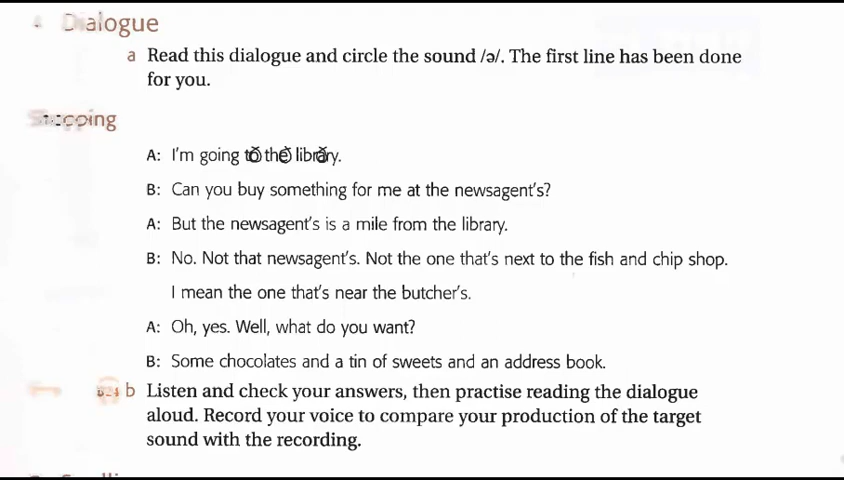 Dialogue
a Read this dialogue and circle the sound /ə/. The first line has been done
for you.
A: I'm going to the library.
B: Can you buy something for me at the newsagent's?
A: But the newsagent's is a mile from the library.
B: No. Not that newsagent's. Not the one that's next to the fish and chip shop.
I mean the one that's near the butcher's.
A: Oh, yes. Well, what do you want?
B: Some chocolates and a tin of sweets and an address book.
b Listen and check your answers, then practise reading the dialogue
aloud. Record your voice to compare your production of the target
sound with the recording.